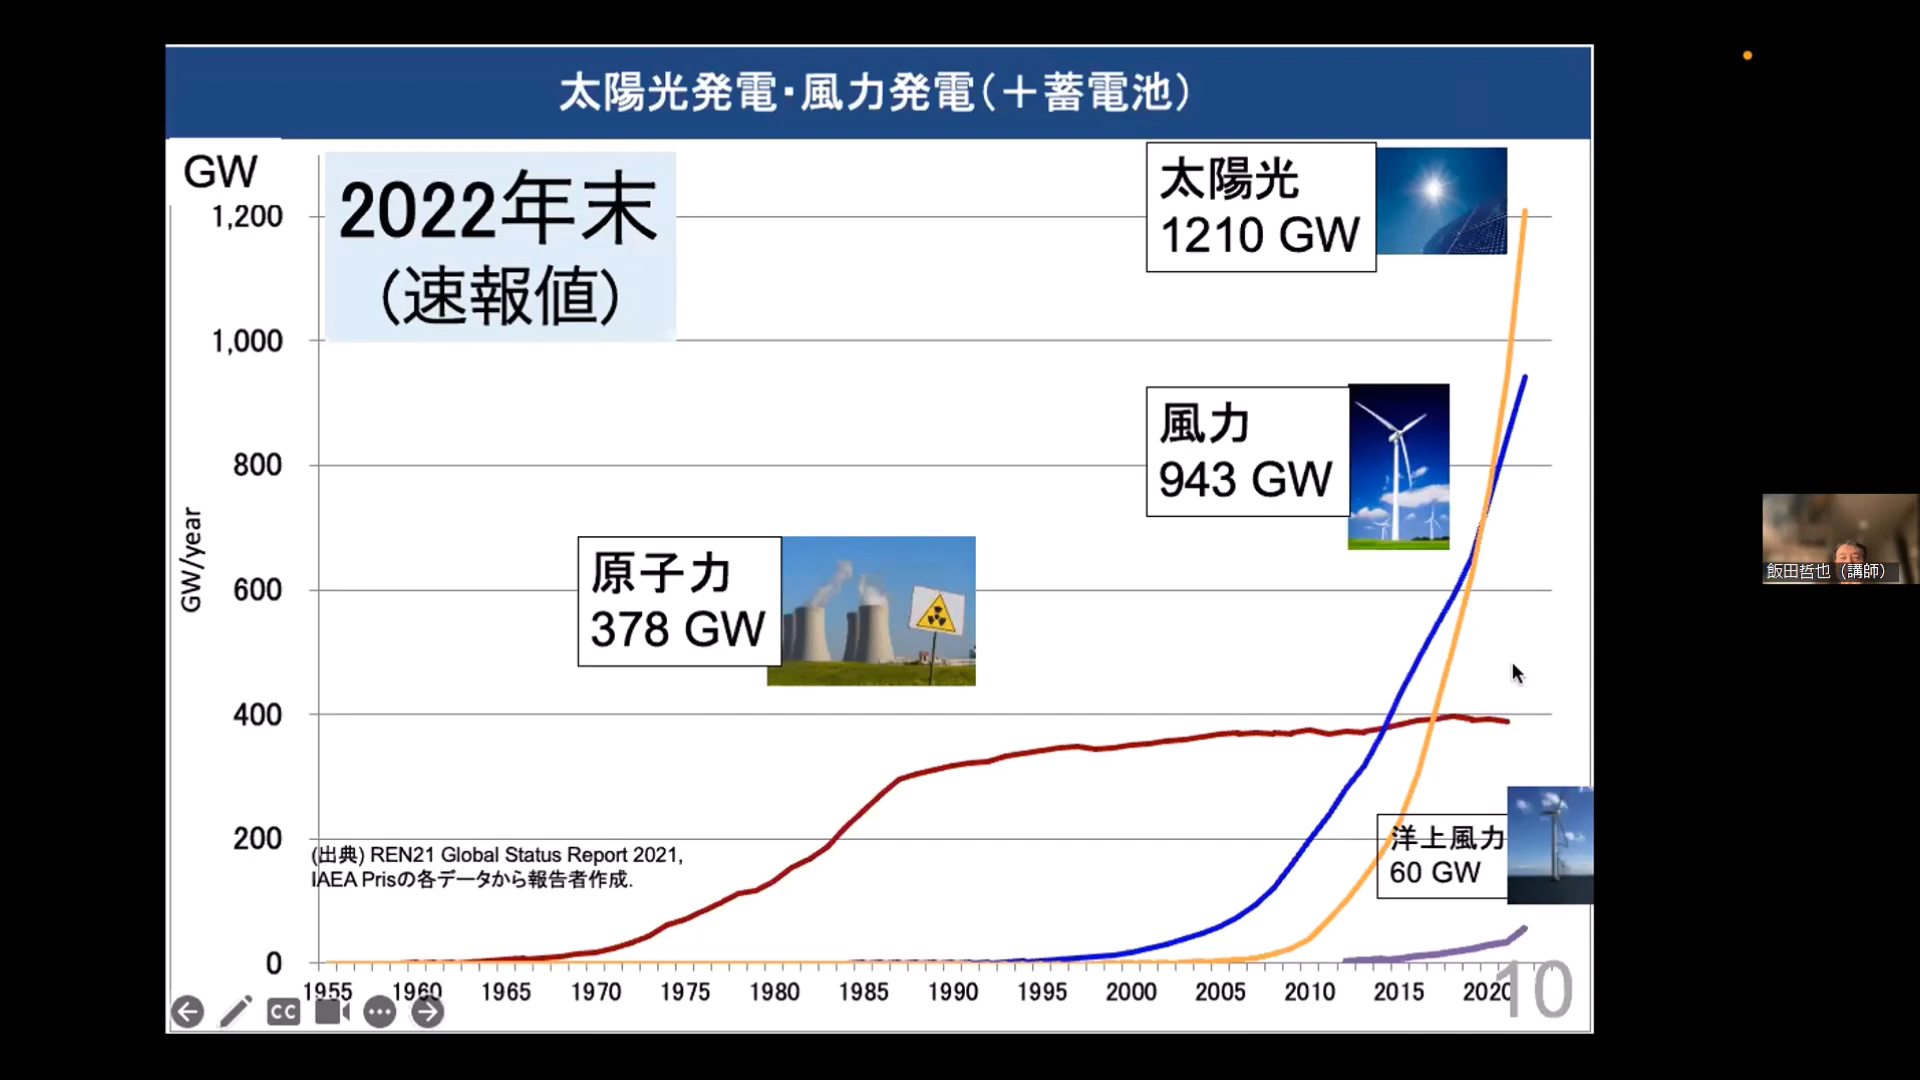 太陽光発電・風力発電（＋蓄電池）
GW
2022年末
（速報値）
太陽光
1210 GW
風力
943 GW
原子力
378 GW
洋上風力
60 GW
GW/year
1,200
1,000
800
600
400
200
0
(出典) REN21 Global Status Report 2021,
IAEA Prisの各データから報告者作成.
1955 1960 1965 1970 1975 1980 1985 1990 1995 2000 2005 2010 2015 2020
10
CC
飯田哲也（講師）